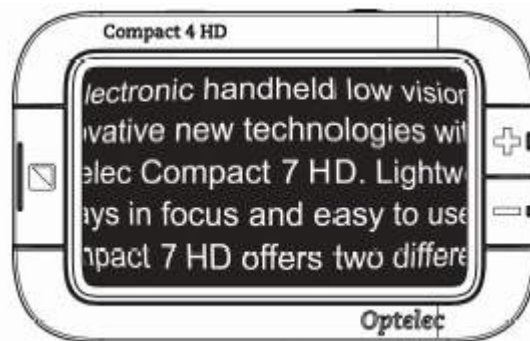 Compact 4 HD
lectronic handheld low vision
vative new technologies wit
elec Compact 7 HD. Lightw
ays in focus and easy to use
pact 7 HD offers two differe
Optelec